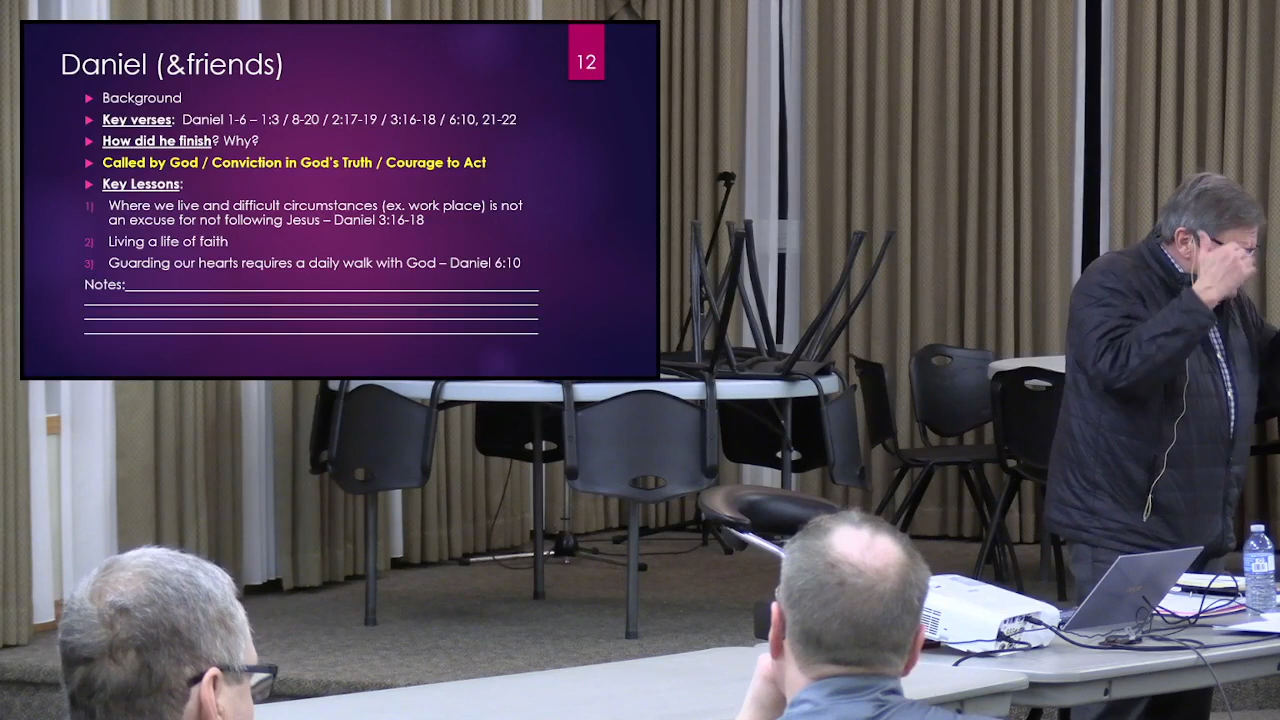 Daniel (&friends)
12
Background
Key verses: Daniel 1-6 – 1:3 / 8-20 / 2:17-19 / 3:16-18 / 6:10, 21-22
How did he finish? Why?
Called by God / Conviction in God's Truth / Courage to Act
Key Lessons:
1) Where we live and difficult circumstances (ex. work place) is not
an excuse for not following Jesus – Daniel 3:16-18
2) Living a life of faith
3) Guarding our hearts requires a daily walk with God – Daniel 6:10
Notes: